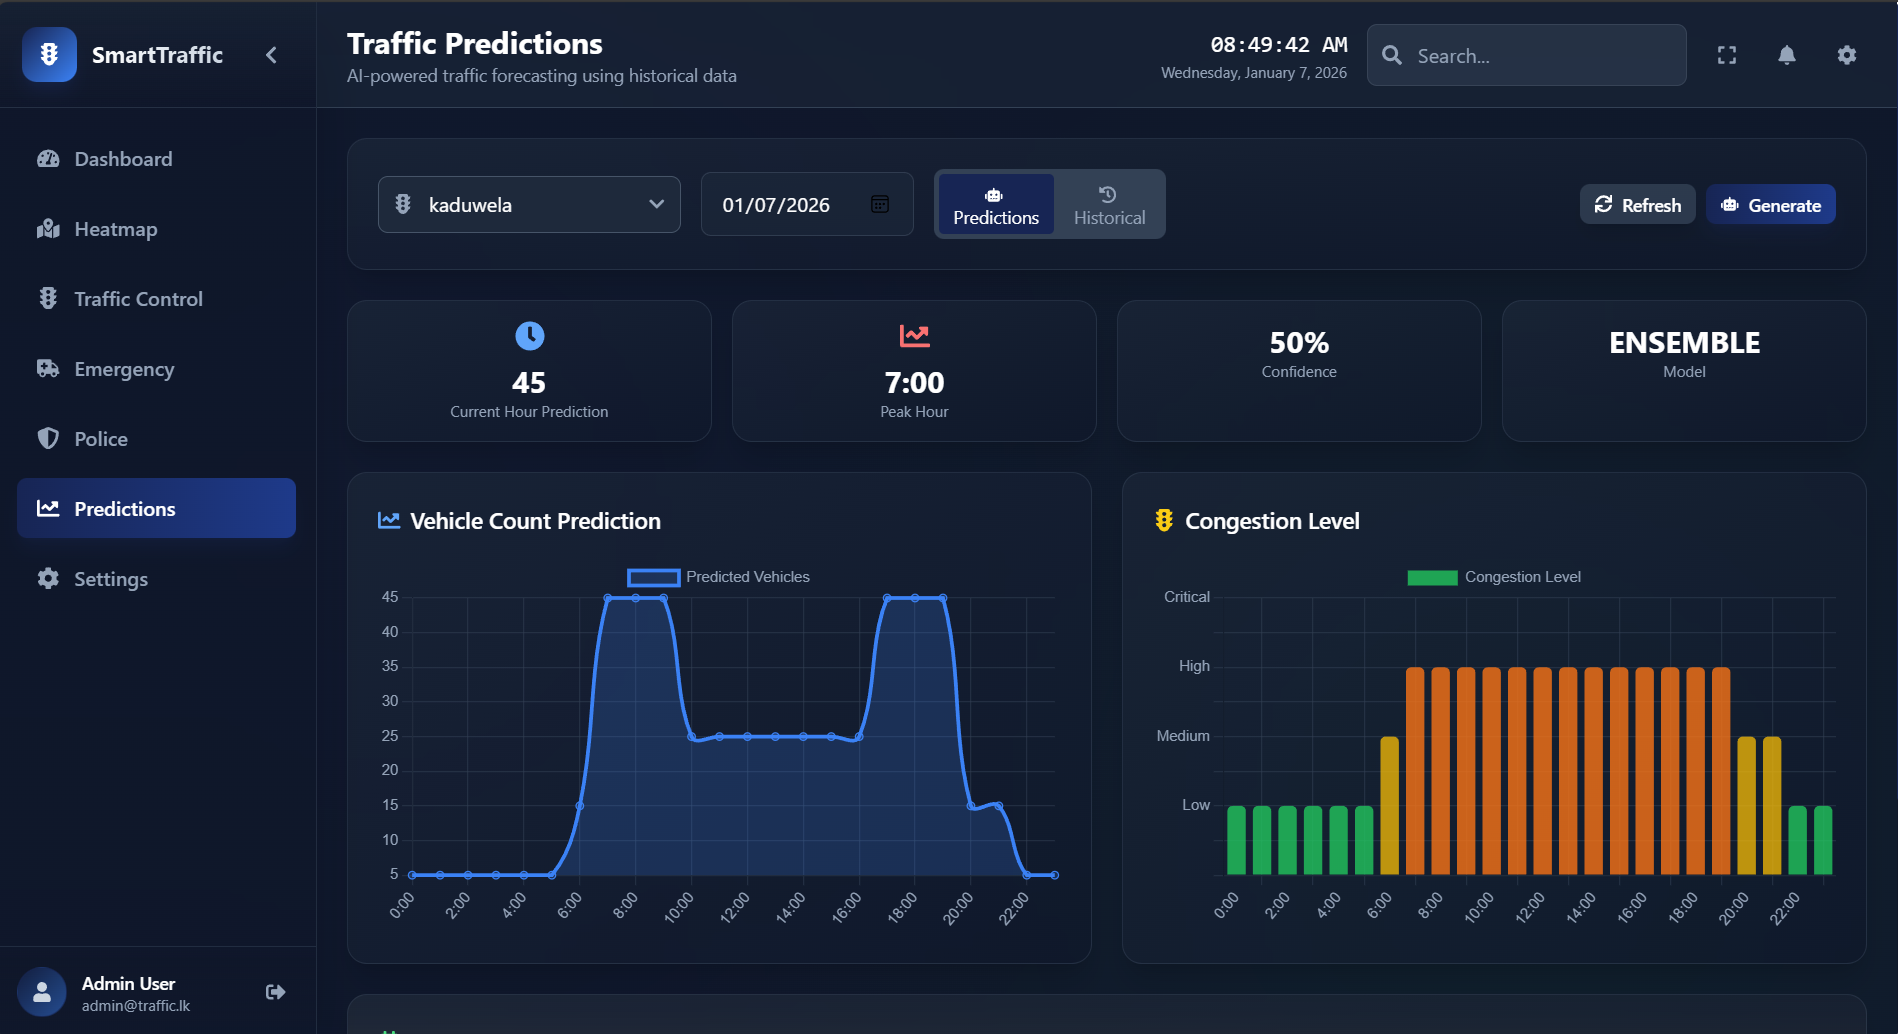 SmartTraffic
Traffic Predictions
AI-powered traffic forecasting using historical data
08:49:42 AM
Wednesday, January 7, 2026
Search...
Dashboard
Heatmap
Traffic Control
Emergency
Police
Predictions
Settings
Admin User
admin@traffic.lk
kaduwela
01/07/2026
Predictions
Historical
Refresh
Generate
45
Current Hour Prediction
7:00
Peak Hour
50%
Confidence
ENSEMBLE
Model
Vehicle Count Prediction
Predicted Vehicles
45
40
35
30
25
20
15
10
5
0:00
2:00
4:00
6:00
8:00
10:00
12:00
14:00
16:00
18:00
20:00
22:00
Congestion Level
Congestion Level
Critical
High
Medium
Low
0:00
2:00
4:00
6:00
8:00
10:00
12:00
14:00
16:00
18:00
20:00
22:00